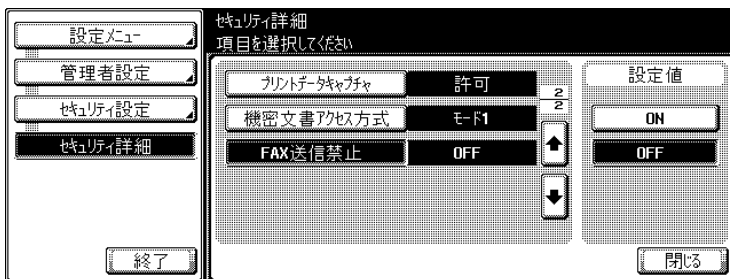 設定メニュー
管理者設定
セキュリティ設定
セキュリティ詳細
終了
セキュリティ詳細
項目を選択してください
プリントデータキャプチャ 許可
機密文書アクセス方式 モード1
FAX送信禁止 OFF
2
2
設定値
ON
OFF
閉じる